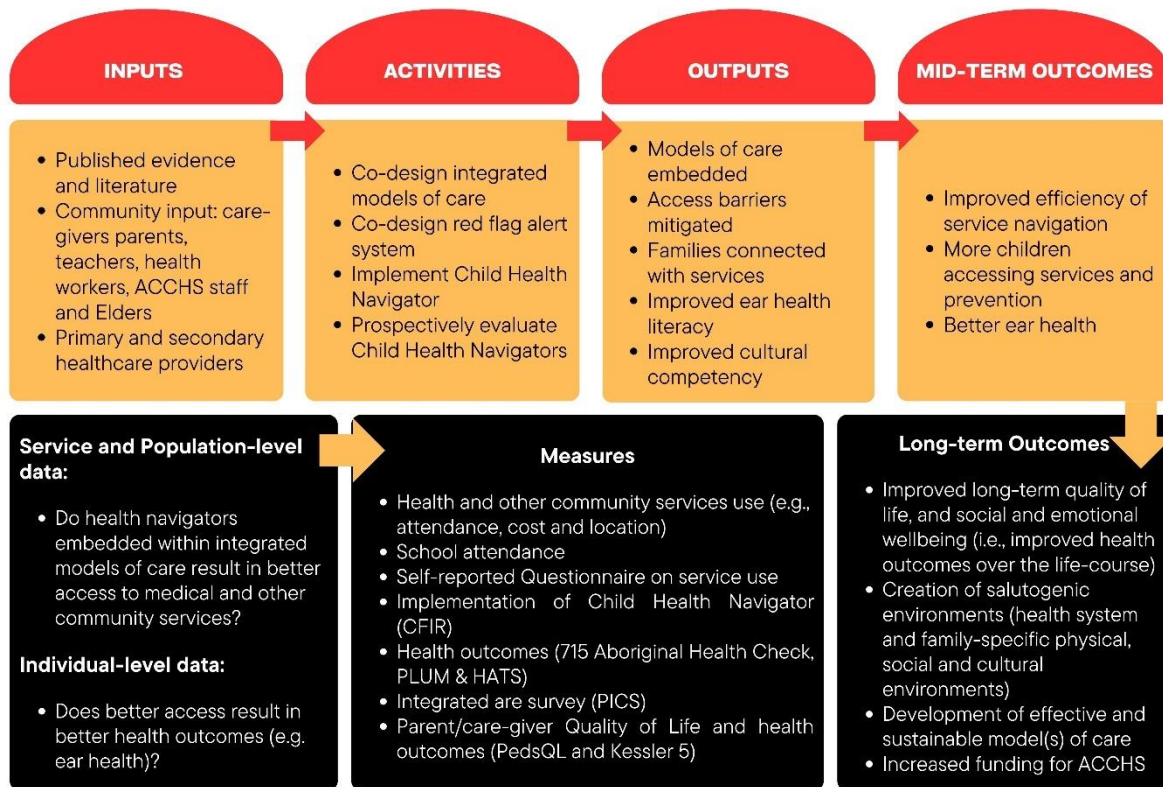 INPUTS
• Published evidence
and literature
• Community input: care-
givers parents,
teachers, health
workers, ACCHS staff
and Elders
• Primary and secondary
healthcare providers
ACTIVITIES
• Co-design integrated
models of care
• Co-design red flag alert
system
• Implement Child Health
Navigator
• Prospectively evaluate
Child Health Navigators
OUTPUTS
• Models of care
embedded
• Access barriers
mitigated
• Families connected
with services
• Improved ear health
literacy
• Improved cultural
competency
MID-TERM OUTCOMES
• Improved efficiency of
service navigation
• More children
accessing services and
prevention
• Better ear health
Service and Population-level
data:
• Do health navigators
embedded within integrated
models of care result in better
access to medical and other
community services?
Individual-level data:
• Does better access result in
better health outcomes (e.g.
ear health)?
Measures
• Health and other community services use (e.g.,
attendance, cost and location)
• School attendance
• Self-reported Questionnaire on service use
• Implementation of Child Health Navigator
(CFIR)
• Health outcomes (715 Aboriginal Health Check,
PLUM & HATS)
• Integrated are survey (PICS)
• Parent/care-giver Quality of Life and health
outcomes (PedsQL and Kessler 5)
Long-term Outcomes
• Improved long-term quality of
life, and social and emotional
wellbeing (i.e., improved health
outcomes over the life-course)
• Creation of salutogenic
environments (health system
and family-specific physical,
social and cultural
environments)
• Development of effective and
sustainable model(s) of care
• Increased funding for ACCHS